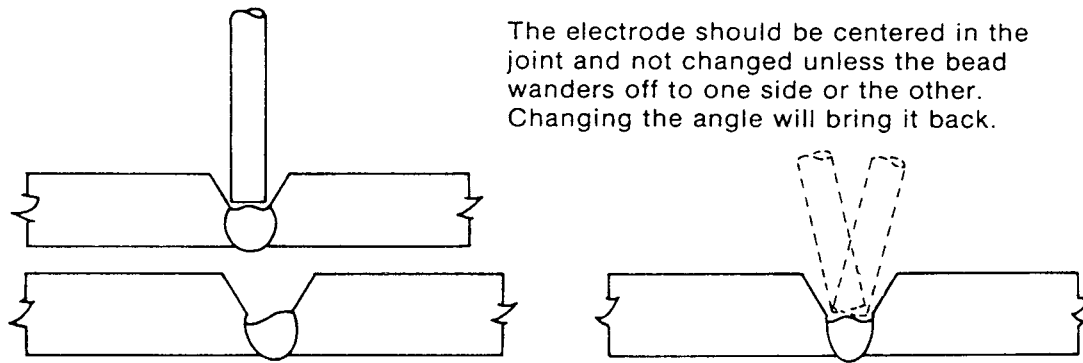 The electrode should be centered in the
joint and not changed unless the bead
wanders off to one side or the other.
Changing the angle will bring it back.